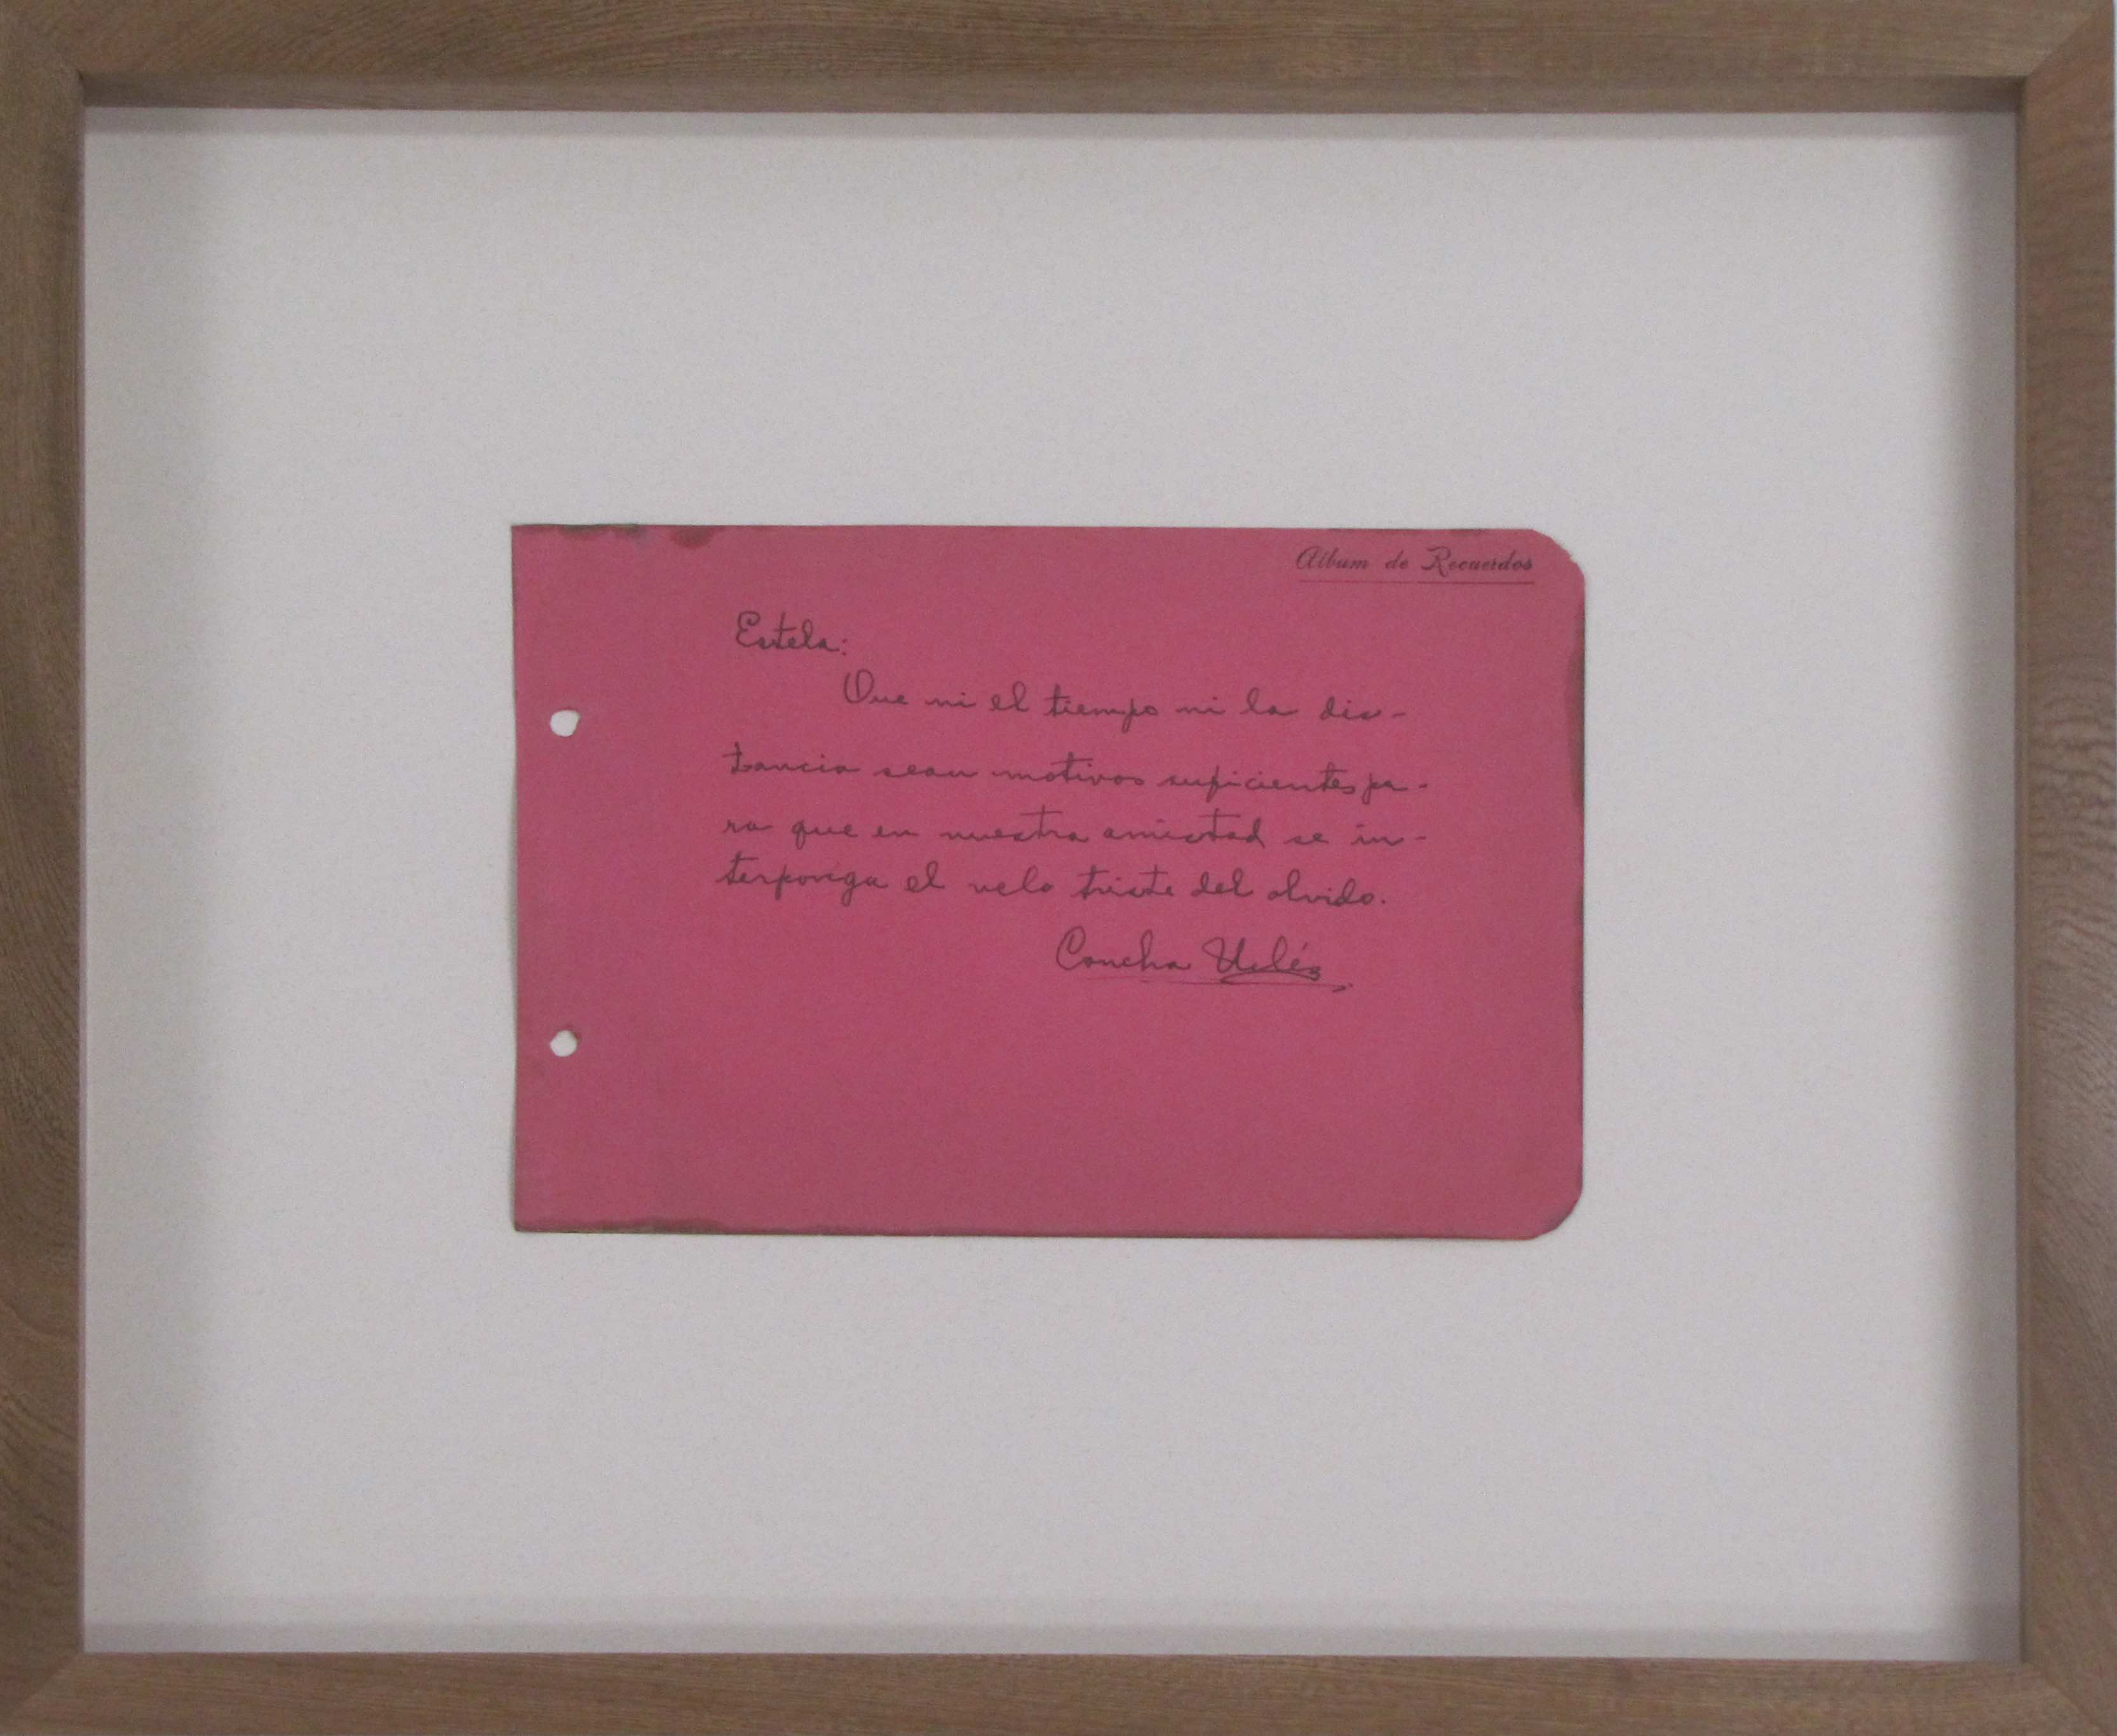 Album de Recuerdos
Estela:
Que ni el tiempo ni la dis-
tancia sean motivos suficientes pa-
ra que en nuestra amistad se in-
terponga el velo triste del olvido.
Concha